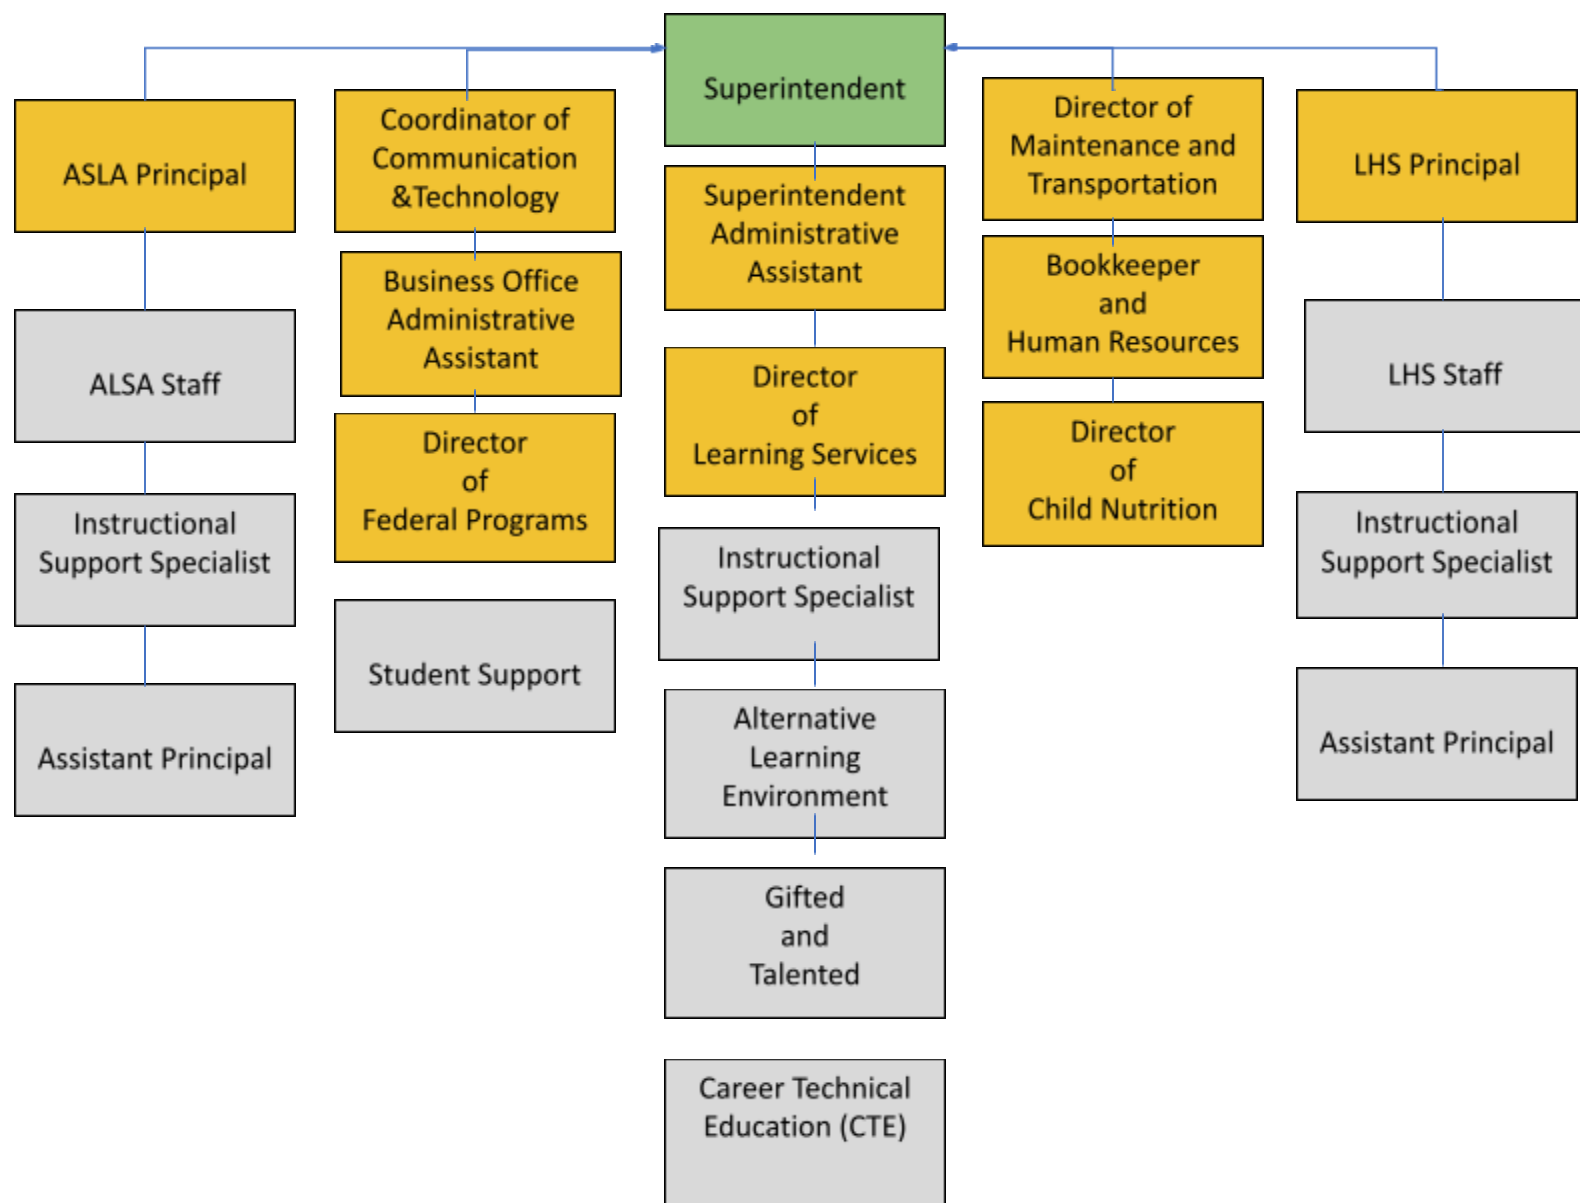 Superintendent
ASLA Principal
ALSA Staff
Instructional
Support Specialist
Assistant Principal
Coordinator of
Communication
&Technology
Business Office
Administrative
Assistant
Director
of
Federal Programs
Student Support
Superintendent
Administrative
Assistant
Director
of
Learning Services
Instructional
Support Specialist
Alternative
Learning
Environment
Gifted
and
Talented
Career Technical
Education (CTE)
Director of
Maintenance and
Transportation
Bookkeeper
and
Human Resources
Director
of
Child Nutrition
LHS Principal
LHS Staff
Instructional
Support Specialist
Assistant Principal